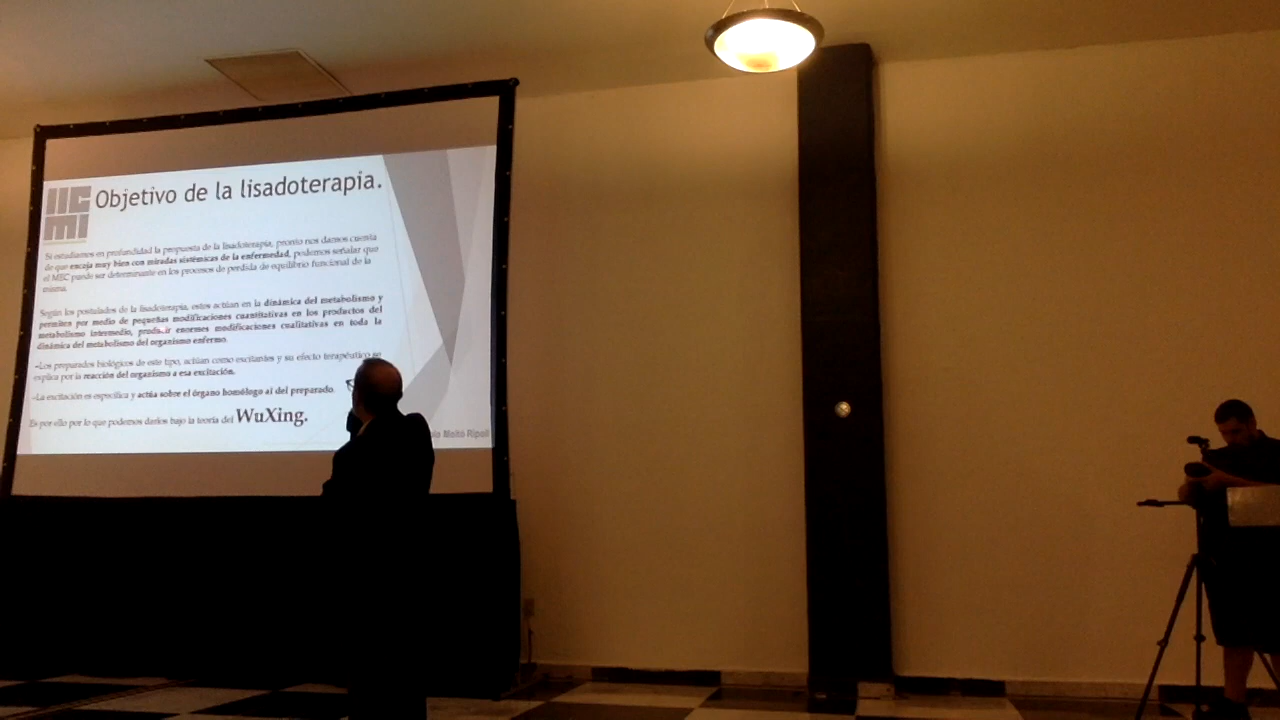 IIC
MI
Objetivo de la lisadoterapia.
Si estudiamos en profundidad la propuesta de la lisadoterapia, pronto nos damos cuenta
de que encaja muy bien con miradas sistémicas de la enfermedad, podemos señalar que
el MEC puede ser determinante en los procesos de perdida de equilibrio funcional de la
misma.
Según los postulados de la lisadoterapia, estos actúan en la dinámica del metabolismo y
permiten por medio de pequeñas modificaciones cuantitativas en los productos del
metabolismo intermedio, producir enormes modificaciones cualitativas en toda la
dinámica del metabolismo del organismo enfermo.
-Los preparados biológicos de este tipo, actúan como excitantes y su efecto terapéutico se
explica por la reacción del organismo a esa excitación.
-La excitación es específica y actúa sobre el órgano homólogo al del preparado.
Es por ello por lo que podemos darlos bajo la teoría del WuXing.
Moltó Ripoll